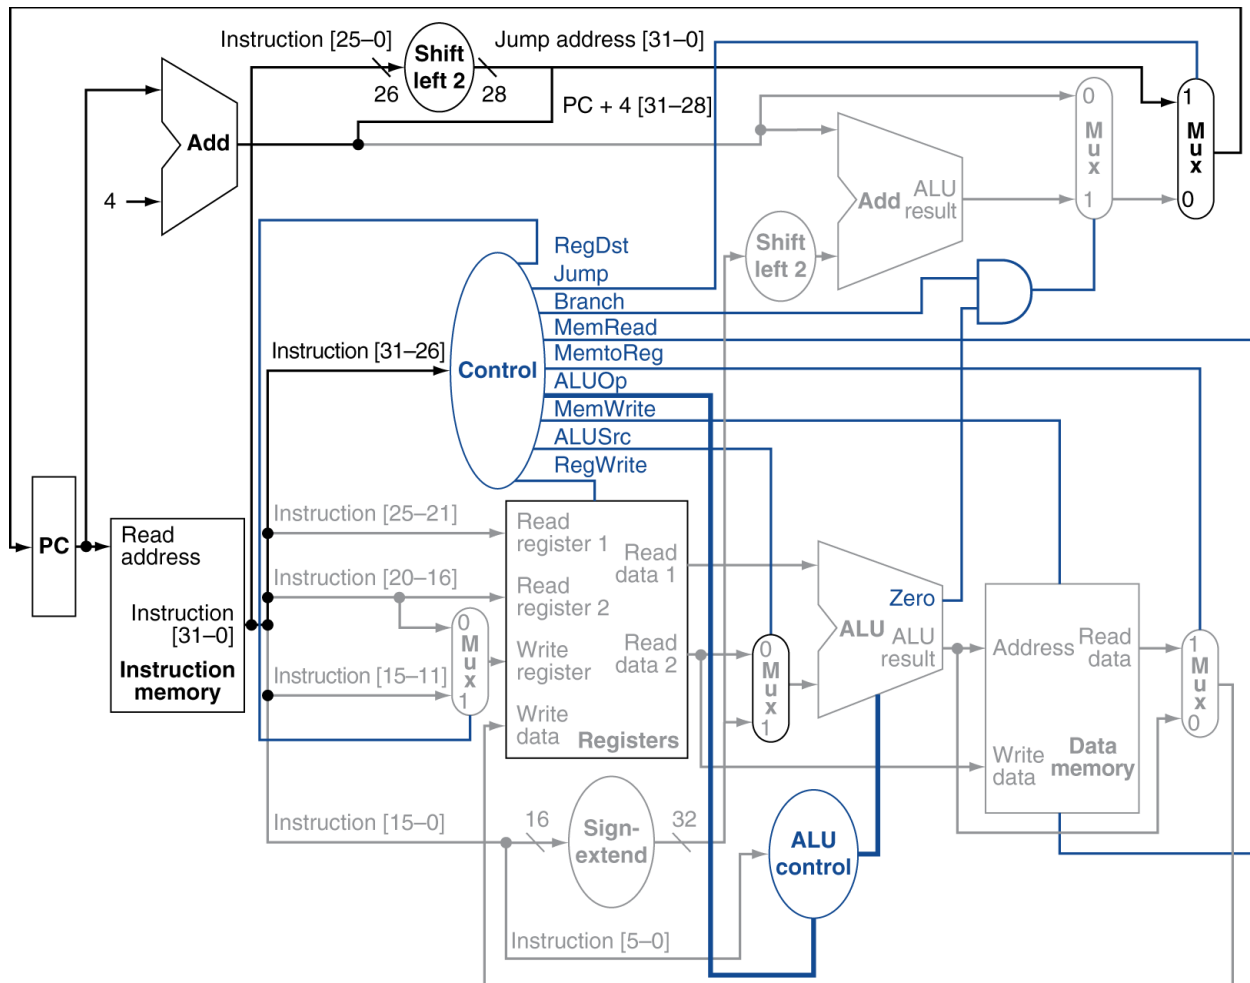 Instruction [25–0]
Shift
left 2
Jump address [31–0]
26
28
PC + 4 [31–28]
Add
4
0
M
u
x
1
1
M
u
x
0
Add
ALU
result
Shift
left 2
RegDst
Jump
Branch
MemRead
MemtoReg
ALUOp
MemWrite
ALUSrc
RegWrite
Instruction [31–26]
Control
PC
Read
address
Instruction
[31–0]
Instruction
memory
Instruction [25–21]
Instruction [20–16]
Instruction [15–11]
0
M
u
x
1
Read
register 1
Read
register 2
Write
register
Write
data
Read
data 1
Read
data 2
Registers
0
M
u
x
1
Zero
ALU
ALU
result
Address
Read
data
Write
data
Data
memory
1
M
u
x
0
Instruction [15–0]
16
Sign-
extend
32
ALU
control
Instruction [5–0]